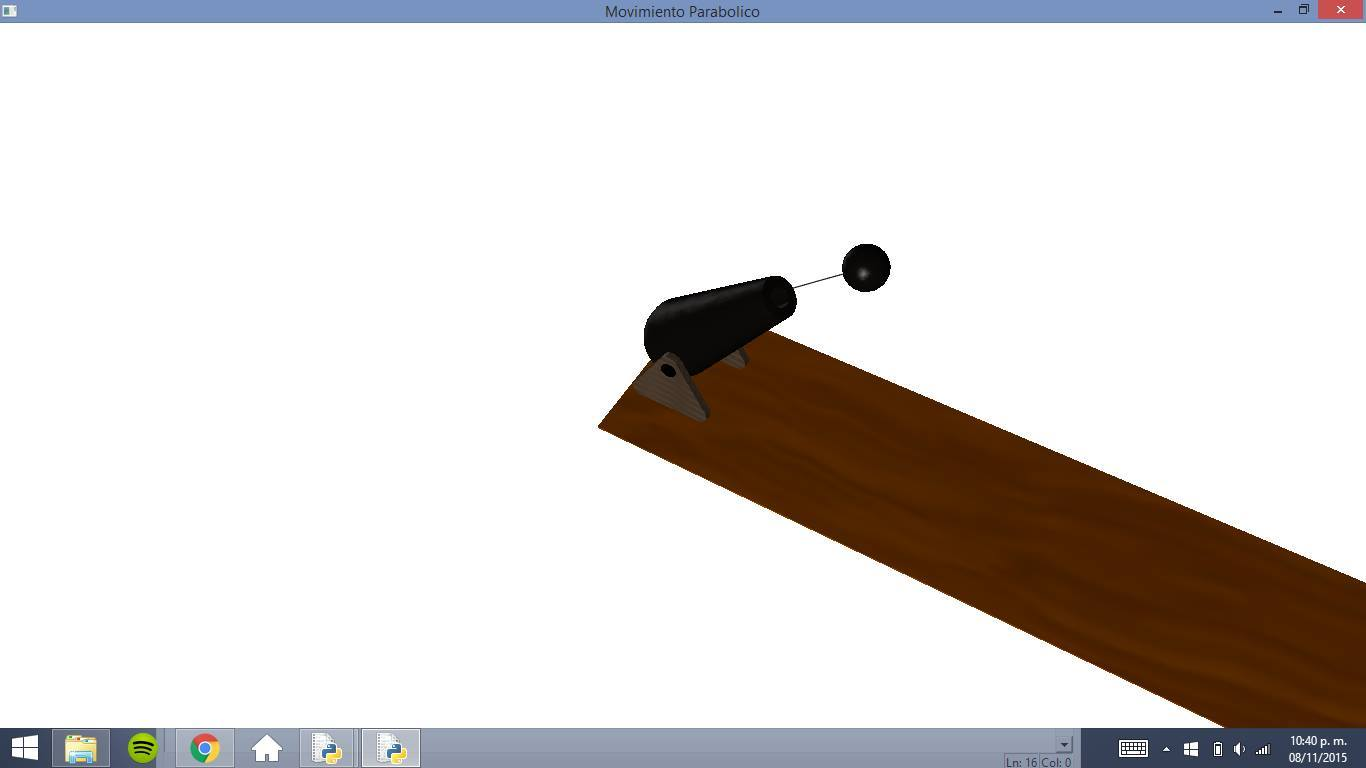 Movimiento Parabolico
Ln: 16 Col: 0
10:40 p. m.
08/11/2015